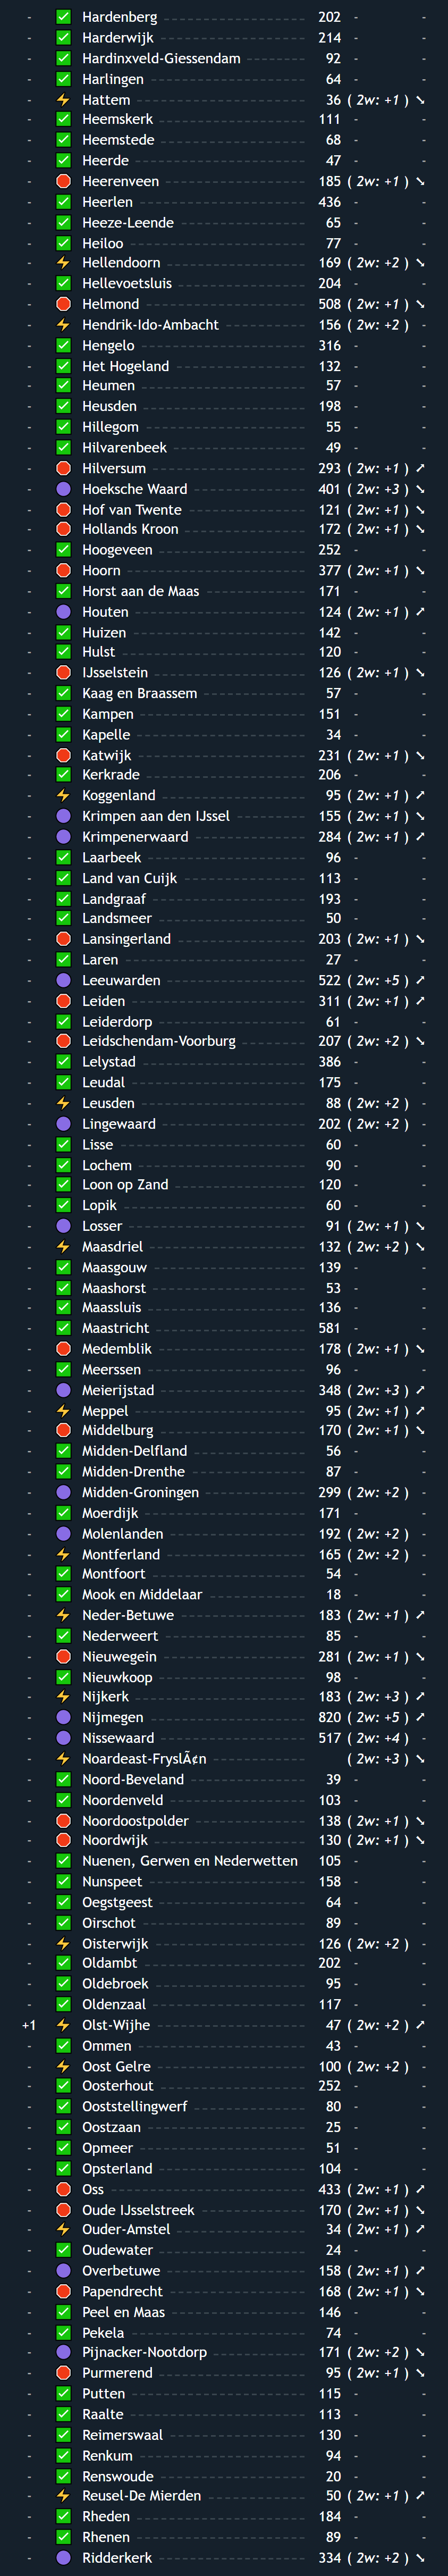 - ✅ Hardenberg 202 - -
- ✅ Harderwijk 214 - -
- ✅ Hardinxveld-Giessendam 92 - -
- ✅ Harlingen 64 - -
- ⚡ Hattem 36 ( 2w: +1 ) ↘
- ✅ Heemskerk 111 - -
- ✅ Heemstede 68 - -
- ✅ Heerde 47 - -
- 🛑 Heerenveen 185 ( 2w: +1 ) ↘
- ✅ Heerlen 436 - -
- ✅ Heeze-Leende 65 - -
- ✅ Heiloo 77 - -
- ⚡ Hellendoorn 169 ( 2w: +2 ) ↘
- ✅ Hellevoetsluis 204 - -
- 🛑 Helmond 508 ( 2w: +1 ) ↘
- ⚡ Hendrik-Ido-Ambacht 156 ( 2w: +2 ) -
- ✅ Hengelo 316 - -
- ✅ Het Hogeland 132 - -
- ✅ Heumen 57 - -
- ✅ Heusden 198 - -
- ✅ Hillegom 55 - -
- ✅ Hilvarenbeek 49 - -
- 🛑 Hilversum 293 ( 2w: +1 ) ↗
- 🟣 Hoeksche Waard 401 ( 2w: +3 ) ↘
- 🛑 Hof van Twente 121 ( 2w: +1 ) ↘
- 🛑 Hollands Kroon 172 ( 2w: +1 ) ↘
- ✅ Hoogeveen 252 - -
- 🛑 Hoorn 377 ( 2w: +1 ) ↘
- ✅ Horst aan de Maas 171 - -
- 🟣 Houten 124 ( 2w: +1 ) ↗
- ✅ Huizen 142 - -
- ✅ Hulst 120 - -
- 🛑 IJsselstein 126 ( 2w: +1 ) ↘
- ✅ Kaag en Braassem 57 - -
- ✅ Kampen 151 - -
- ✅ Kapelle 34 - -
- 🛑 Katwijk 231 ( 2w: +1 ) ↘
- ✅ Kerkrade 206 - -
- ⚡ Koggenland 95 ( 2w: +1 ) ↗
- 🟣 Krimpen aan den IJssel 155 ( 2w: +1 ) ↘
- 🟣 Krimpenerwaard 284 ( 2w: +1 ) ↗
- ✅ Laarbeek 96 - -
- ✅ Land van Cuijk 113 - -
- ✅ Landgraaf 193 - -
- ✅ Landsmeer 50 - -
- 🛑 Lansingerland 203 ( 2w: +1 ) ↘
- ✅ Laren 27 - -
- 🟣 Leeuwarden 522 ( 2w: +5 ) ↗
- 🛑 Leiden 311 ( 2w: +1 ) ↗
- ✅ Leiderdorp 61 - -
- 🛑 Leidschendam-Voorburg 207 ( 2w: +2 ) ↘
- ✅ Lelystad 386 - -
- ✅ Leudal 175 - -
- ⚡ Leusden 88 ( 2w: +2 ) -
- 🟣 Lingewaard 202 ( 2w: +2 ) -
- ✅ Lisse 60 - -
- ✅ Lochem 90 - -
- ✅ Loon op Zand 120 - -
- ✅ Lopik 60 - -
- 🟣 Losser 91 ( 2w: +1 ) ↘
- ⚡ Maasdriel 132 ( 2w: +2 ) ↘
- ✅ Maasgouw 139 - -
- ✅ Maashorst 53 - -
- ✅ Maassluis 136 - -
- ✅ Maastricht 581 - -
- 🛑 Medemblik 178 ( 2w: +1 ) ↘
- ✅ Meerssen 96 - -
- 🟣 Meierijstad 348 ( 2w: +3 ) ↗
- ⚡ Meppel 95 ( 2w: +1 ) ↗
- 🛑 Middelburg 170 ( 2w: +1 ) ↘
- ✅ Midden-Delfland 56 - -
- ✅ Midden-Drenthe 87 - -
- 🟣 Midden-Groningen 299 ( 2w: +2 ) -
- ✅ Moerdijk 171 - -
- 🟣 Molenlanden 192 ( 2w: +2 ) -
- ⚡ Montferland 165 ( 2w: +2 ) -
- ✅ Montfoort 54 - -
- ✅ Mook en Middelaar 18 - -
- ⚡ Neder-Betuwe 183 ( 2w: +1 ) ↗
- ✅ Nederweert 85 - -
- 🛑 Nieuwegein 281 ( 2w: +1 ) ↘
- ✅ Nieuwkoop 98 - -
- ⚡ Nijkerk 183 ( 2w: +3 ) ↗
- 🟣 Nijmegen 820 ( 2w: +5 ) ↗
- 🟣 Nissewaard 517 ( 2w: +4 ) -
- ⚡ Noardeast-FryslÃ¢n ( 2w: +3 ) ↘
- ✅ Noord-Beveland 39 - -
- ✅ Noordenveld 103 - -
- 🛑 Noordoostpolder 138 ( 2w: +1 ) ↘
- 🛑 Noordwijk 130 ( 2w: +1 ) ↘
- ✅ Nuenen, Gerwen en Nederwetten 105 - -
- ✅ Nunspeet 158 - -
- ✅ Oegstgeest 64 - -
- ✅ Oirschot 89 - -
- ⚡ Oisterwijk 126 ( 2w: +2 ) -
- ✅ Oldambt 202 - -
- ✅ Oldebroek 95 - -
- ✅ Oldenzaal 117 - -
+1 ⚡ Olst-Wijhe 47 ( 2w: +2 ) ↗
- ✅ Ommen 43 - -
- ⚡ Oost Gelre 100 ( 2w: +2 ) -
- ✅ Oosterhout 252 - -
- ✅ Ooststellingwerf 80 - -
- ✅ Oostzaan 25 - -
- ✅ Opmeer 51 - -
- ✅ Opsterland 104 - -
- 🛑 Oss 433 ( 2w: +1 ) ↗
- 🛑 Oude IJsselstreek 170 ( 2w: +1 ) ↘
- ⚡ Ouder-Amstel 34 ( 2w: +1 ) ↗
- ✅ Oudewater 24 - -
- 🟣 Overbetuwe 158 ( 2w: +1 ) ↗
- 🛑 Papendrecht 168 ( 2w: +1 ) ↘
- ✅ Peel en Maas 146 - -
- ✅ Pekela 74 - -
- 🟣 Pijnacker-Nootdorp 171 ( 2w: +2 ) ↘
- 🛑 Purmerend 95 ( 2w: +1 ) ↘
- ✅ Putten 115 - -
- ✅ Raalte 113 - -
- ✅ Reimerswaal 130 - -
- ✅ Renkum 94 - -
- ✅ Renswoude 20 - -
- ⚡ Reusel-De Mierden 50 ( 2w: +1 ) ↗
- ✅ Rheden 184 - -
- ✅ Rhenen 89 - -
- 🟣 Ridderkerk 334 ( 2w: +2 ) ↘